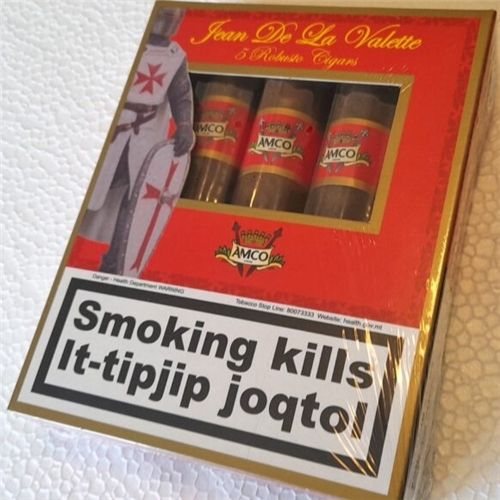 Jean De La Valette
5 Robusto Cigars
AMCO
AMCO
AMCO
AMCO
Danger - Health Department WARNING
Tobacco Stop Line: 80073333 Website: health.gov.mt
Smoking kills
It-tipjip joqtol